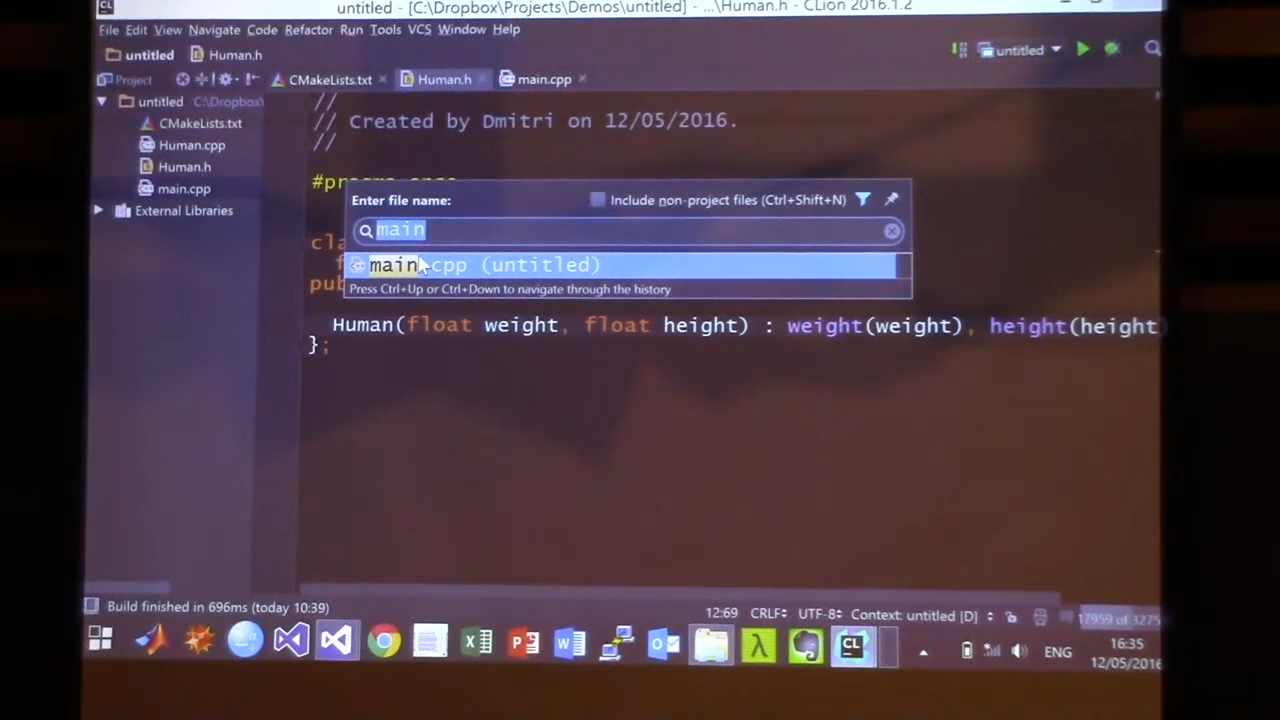 untitled - [C:\Dropbox\Projects\Demos\untitled] - ...\Human.h - CLion 2016.1.2
File Edit View Navigate Code Refactor Run Tools VCS Window Help
untitled Human.h untitled
Project CMakeLists.txt Human.h main.cpp
untitled C:\Dropbox\
CMakeLists.txt
Human.cpp
Human.h
main.cpp
External Libraries
//
// Created by Dmitri on 12/05/2016.
//
Enter file name: Include non-project files (Ctrl+Shift+N)
main
main.cpp (untitled)
Press Ctrl+Up or Ctrl+Down to navigate through the history
Human(float weight, float height) : weight(weight), height(height)
};
Build finished in 696ms (today 10:39) 12:69 CRLF UTF-8 Context: untitled [D] 17959 of 3275
ENG 16:35
12/05/2016